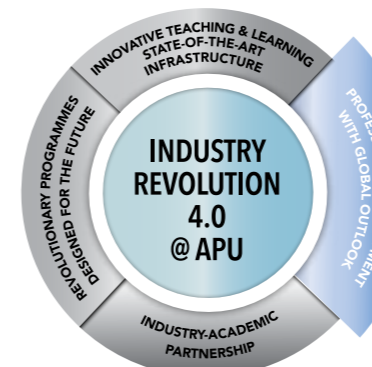 INNOVATIVE TEACHING & LEARNING
STATE-OF-THE-ART
INFRASTRUCTURE
REVOLUTIONARY PROGRAMMES
DESIGNED FOR THE FUTURE
INDUSTRY
REVOLUTION
4.0
@ APU
WITH GLOBAL OUTLOOK
INDUSTRY-ACADEMIC
PARTNERSHIP